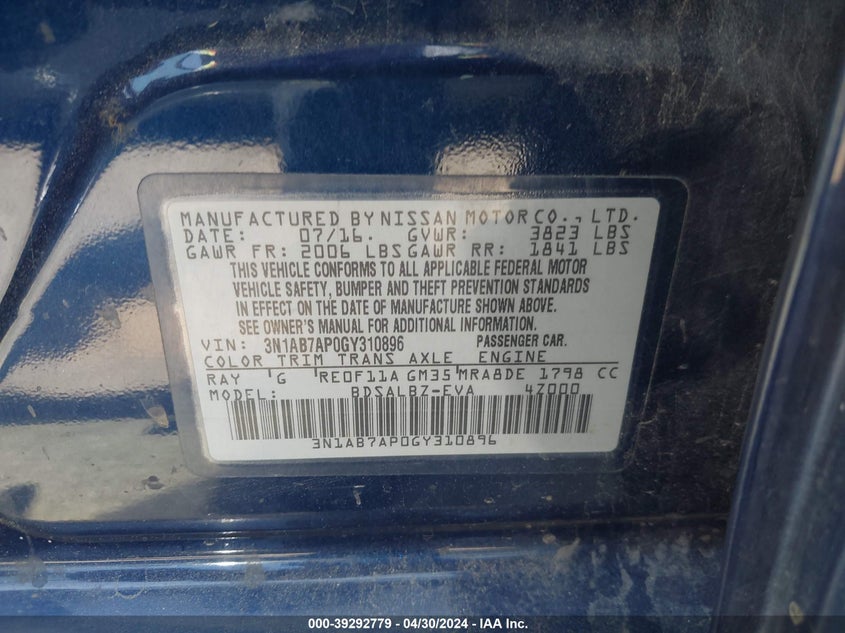 MANUFACTURED BY NISSAN MOTOR CO., LTD.
DATE: 07/16. GVWR: 3823 LBS
GAWR FR: 2006 LBS GAWR RR: 1841 LBS
THIS VEHICLE CONFORMS TO ALL APPLICABLE FEDERAL MOTOR
VEHICLE SAFETY, BUMPER AND THEFT PREVENTION STANDARDS
IN EFFECT ON THE DATE OF MANUFACTURE SHOWN ABOVE.
SEE OWNER'S MANUAL FOR ADDITIONAL INFORMATION.
VIN: 3N1AB7AP0GY310896 PASSENGER CAR.
COLOR TRIM TRANS AXLE ENGINE
RAY G RE0F11A GM35 MRA8DE 1798 CC
MODEL: BDSALBZ-EVA 4Z000
3N1AB7AP0GY310896
000-39292779 - 04/30/2024 - IAA Inc.